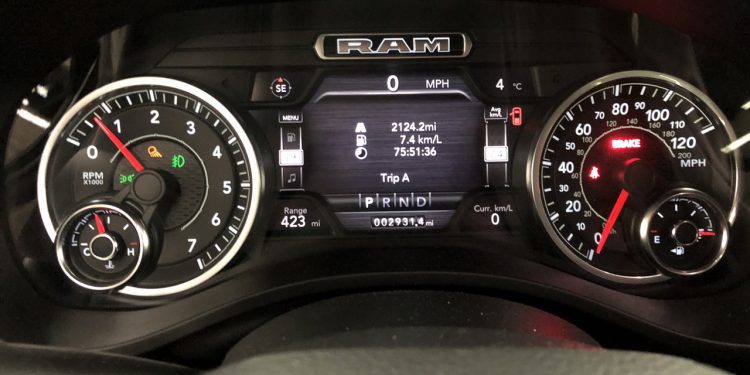 RAM
0 MPH
4 °C
SE
MENU
Avg
km/L
2124.2mi
7.4 km/L
75:51:36
Trip A
P R N D
002931.4 mi
Range
423 mi
Curr. km/L
0
0 1 2 3 4 5 6 7
RPM
X1000
C H
0 10 20 30 40 50 60 70 80 90 100 110 120
MPH
120 140 160 200
BRAKE
E